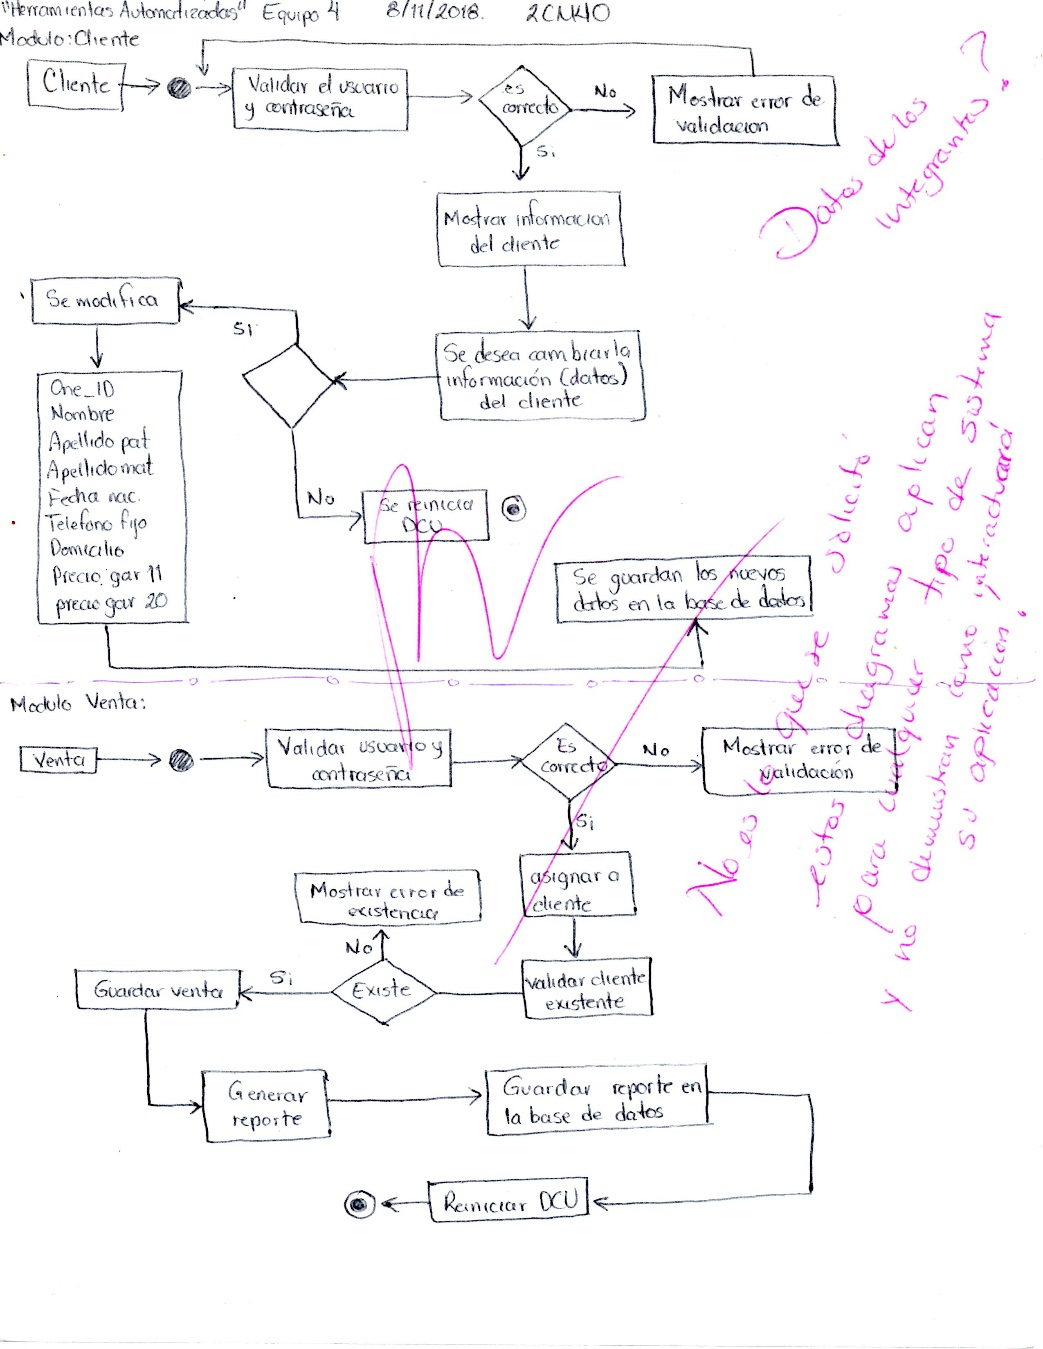 "Herramientas Automatizadas" Equipo 4 8/11/2018. 2CM40
Modulo: Cliente
Cliente
Validar el usuario
y contraseña
es
correcto
No
Mostrar error de
validacion
Si
Datos de los
integrantes?
Mostrar informacion
del cliente
Se modifica
Si
Se desea cambiar la
información (datos)
del cliente
One_ID
Nombre
Apellido pat
Apellido mat
Fecha nac.
Telefono fijo
Domicilio
Precio gar 11
precio gar 20
No
Se reinicia
DCU
Se guardan los nuevos
datos en la base de datos
No es lo que se solicitó
estos diagramas aplican
para cualquier tipo de sistema
y no demuestran como interactuará
su aplicación.
Modulo Venta:
Venta
Validar usuario y
contraseña
Es
correcto
No
Mostrar error de
validación
Si
asignar a
cliente
Mostrar error de
existencia
No
Validar cliente
existente
Existe
Si
Guardar venta
Generar
reporte
Guardar reporte en
la base de datos
Reiniciar DCU